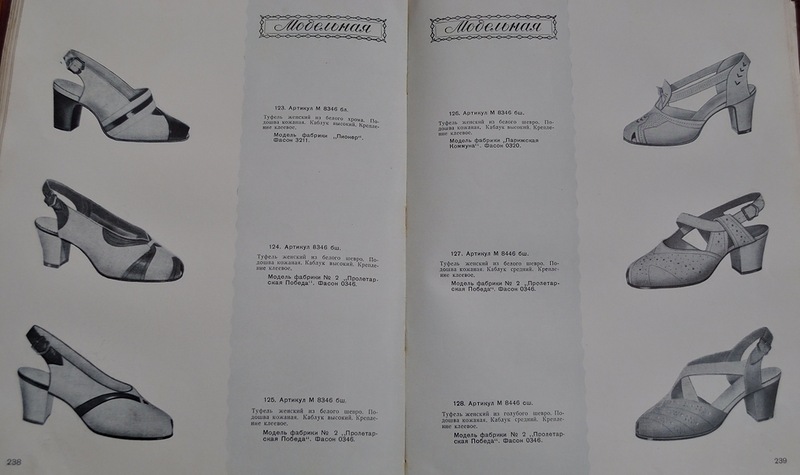 Модельная
123. Артикул М 8346 бл.
Туфель женский из белого хрома. По-
дошва кожаная. Каблук высокий. Крепле-
ние клеевое.
Модель фабрики „Пионер".
Фасон 3211.
124. Артикул 8346 бш.
Туфель женский из белого шевро. По-
дошва кожаная. Каблук высокий. Крепле-
ние клеевое.
Модель фабрики № 2 „Пролетар-
ская Победа". Фасон 0346.
125. Артикул М 8346 бш.
Туфель женский из белого шевро. По-
дошва кожаная. Каблук высокий. Крепле-
ние клеевое.
Модель фабрики № 2 „Пролетар-
ская Победа". Фасон 0346.
238
Модельная
126. Артикул М 8346 бш.
Туфель женский из белого шевро. По-
дошва кожаная. Каблук высокий. Крепле-
ние клеевое.
Модель фабрики „Парижская
Коммуна". Фасон 0320.
127. Артикул М 8446 бш.
Туфель женский из белого шевро. По-
дошва кожаная. Каблук средний. Крепле-
ние клеевое.
Модель фабрики № 2 „Пролетар-
ская Победа". Фасон 0346.
128. Артикул М 8446 сш.
Туфель женский из голубого шевро. По-
дошва кожаная. Каблук средний. Крепле-
ние клеевое.
Модель фабрики № 2 „Пролетар-
ская Победа". Фасон 0346.
239